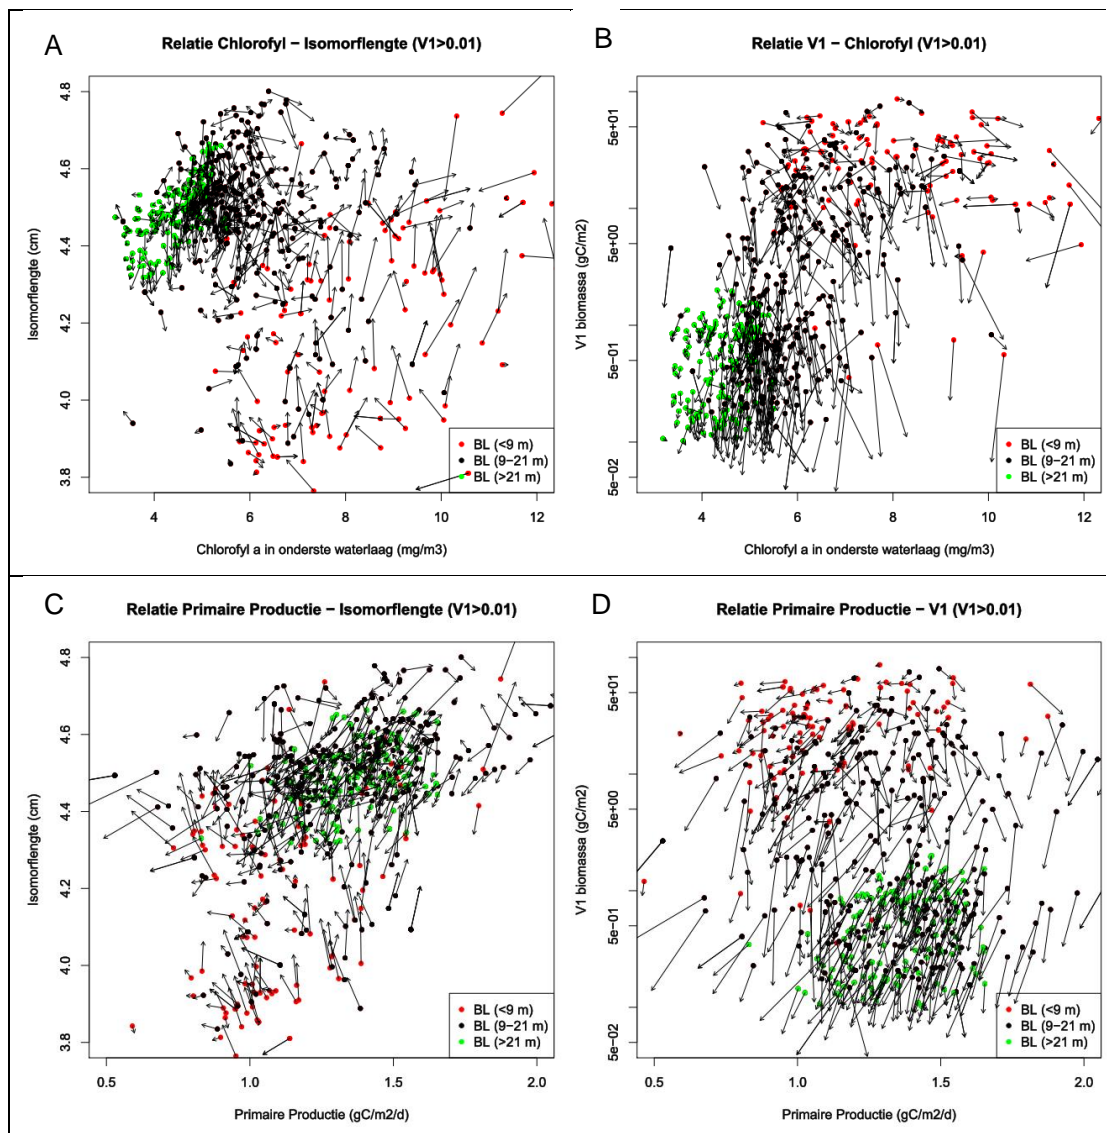 A
Relatie Chlorofyl − Isomorflengte (V1>0.01)
Isomorflengte (cm)
4.8
4.6
4.4
4.2
4.0
3.8
BL (<9 m)
BL (9−21 m)
BL (>21 m)
4 6 8 10 12
Chlorofyl a in onderste waterlaag (mg/m3)
B
Relatie V1 − Chlorofyl (V1>0.01)
V1 biomassa (gC/m2)
5e+01
5e+00
5e−01
5e−02
BL (<9 m)
BL (9−21 m)
BL (>21 m)
4 6 8 10 12
Chlorofyl a in onderste waterlaag (mg/m3)
C
Relatie Primaire Productie − Isomorflengte (V1>0.01)
Isomorflengte (cm)
4.8
4.6
4.4
4.2
4.0
3.8
BL (<9 m)
BL (9−21 m)
BL (>21 m)
0.5 1.0 1.5 2.0
Primaire Productie (gC/m2/d)
D
Relatie Primaire Productie − V1 (V1>0.01)
V1 biomassa (gC/m2)
5e+01
5e+00
5e−01
5e−02
BL (<9 m)
BL (9−21 m)
BL (>21 m)
0.5 1.0 1.5 2.0
Primaire Productie (gC/m2/d)